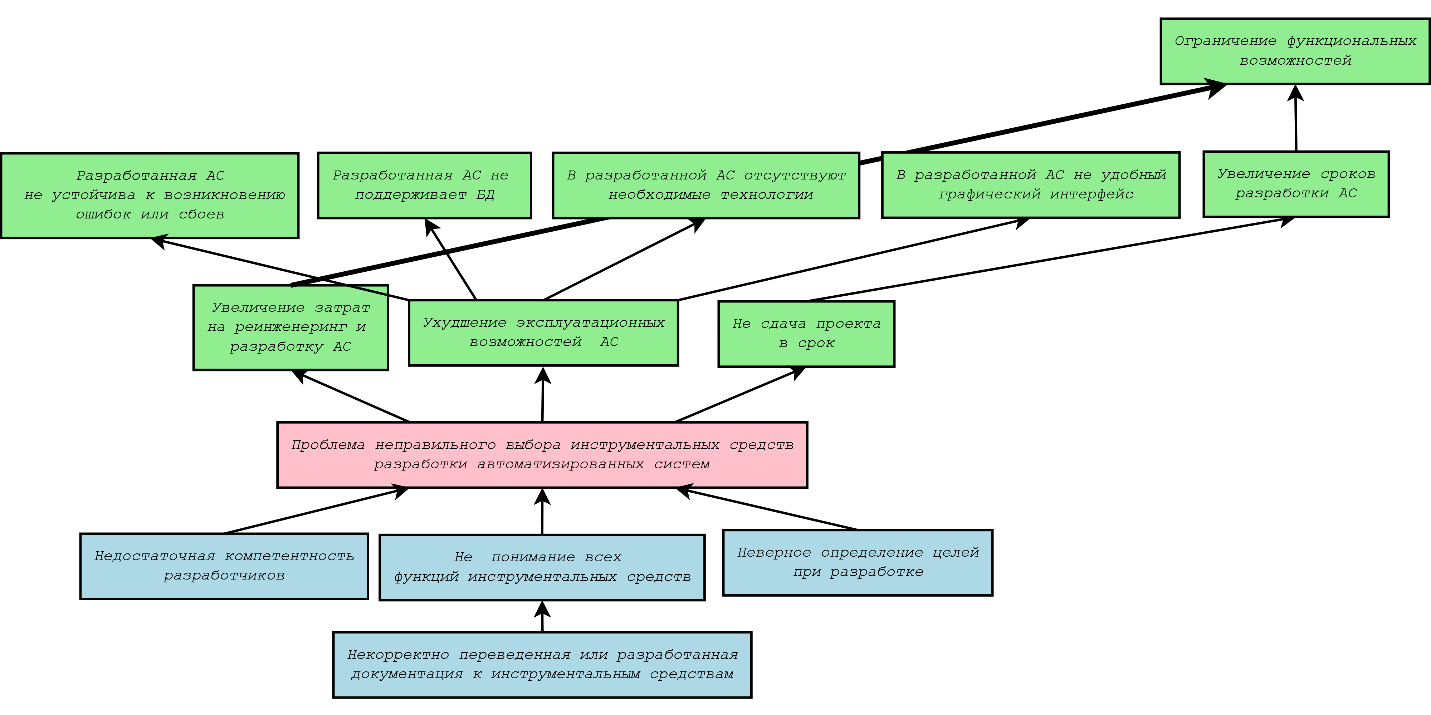 Ограничение функциональных
возможностей
Разработанная АС
не устойчива к возникновению
ошибок или сбоев
Разработанная АС не
поддерживает БД
В разработанной АС отсутствуют
необходимые технологии
В разработанной АС не удобный
графический интерфейс
Увеличение сроков
разработки АС
Увеличение затрат
на реинженеринг и
разработку АС
Ухудшение эксплуатационных
возможностей АС
Не сдача проекта
в срок
Проблема неправильного выбора инструментальных средств
разработки автоматизированных систем
Недостаточная компетентность
разработчиков
Не понимание всех
функций инструментальных средств
Неверное определение целей
при разработке
Некорректно переведенная или разработанная
документация к инструментальным средствам